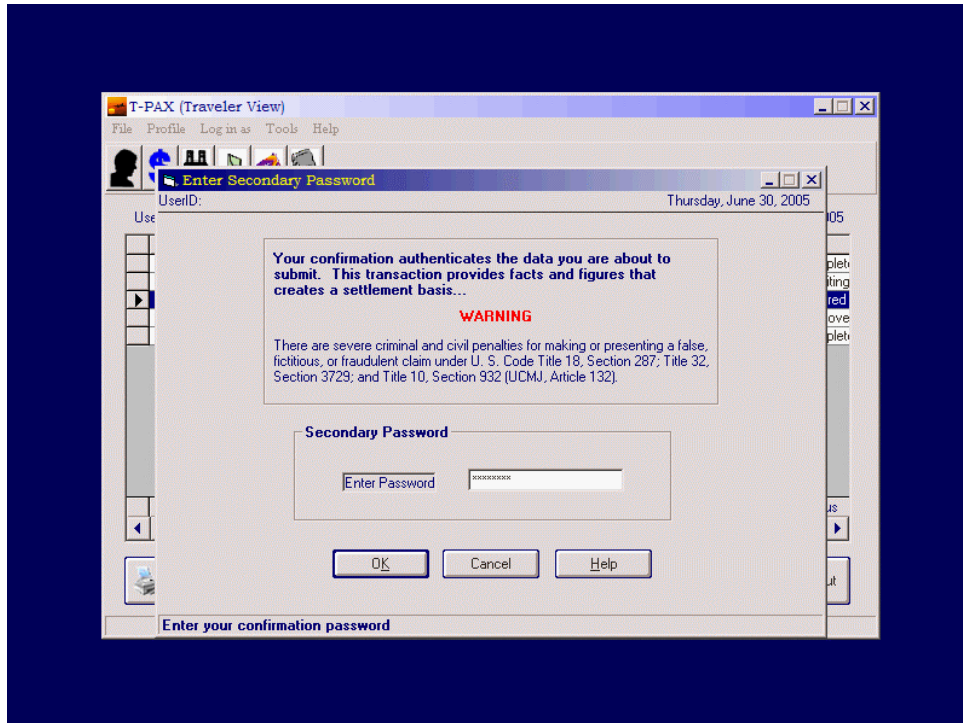 T-PAX (Traveler View)
File Profile Log in as Tools Help
Enter Secondary Password
UserID: Thursday, June 30, 2005
Use 05
Your confirmation authenticates the data you are about to
submit. This transaction provides facts and figures that
creates a settlement basis...
WARNING
There are severe criminal and civil penalties for making or presenting a false,
fictitious, or fraudulent claim under U. S. Code Title 18, Section 287; Title 32,
Section 3729; and Title 10, Section 932 (UCMJ, Article 132).
Secondary Password
Enter Password xxxxxxxx
OK Cancel Help
Enter your confirmation password